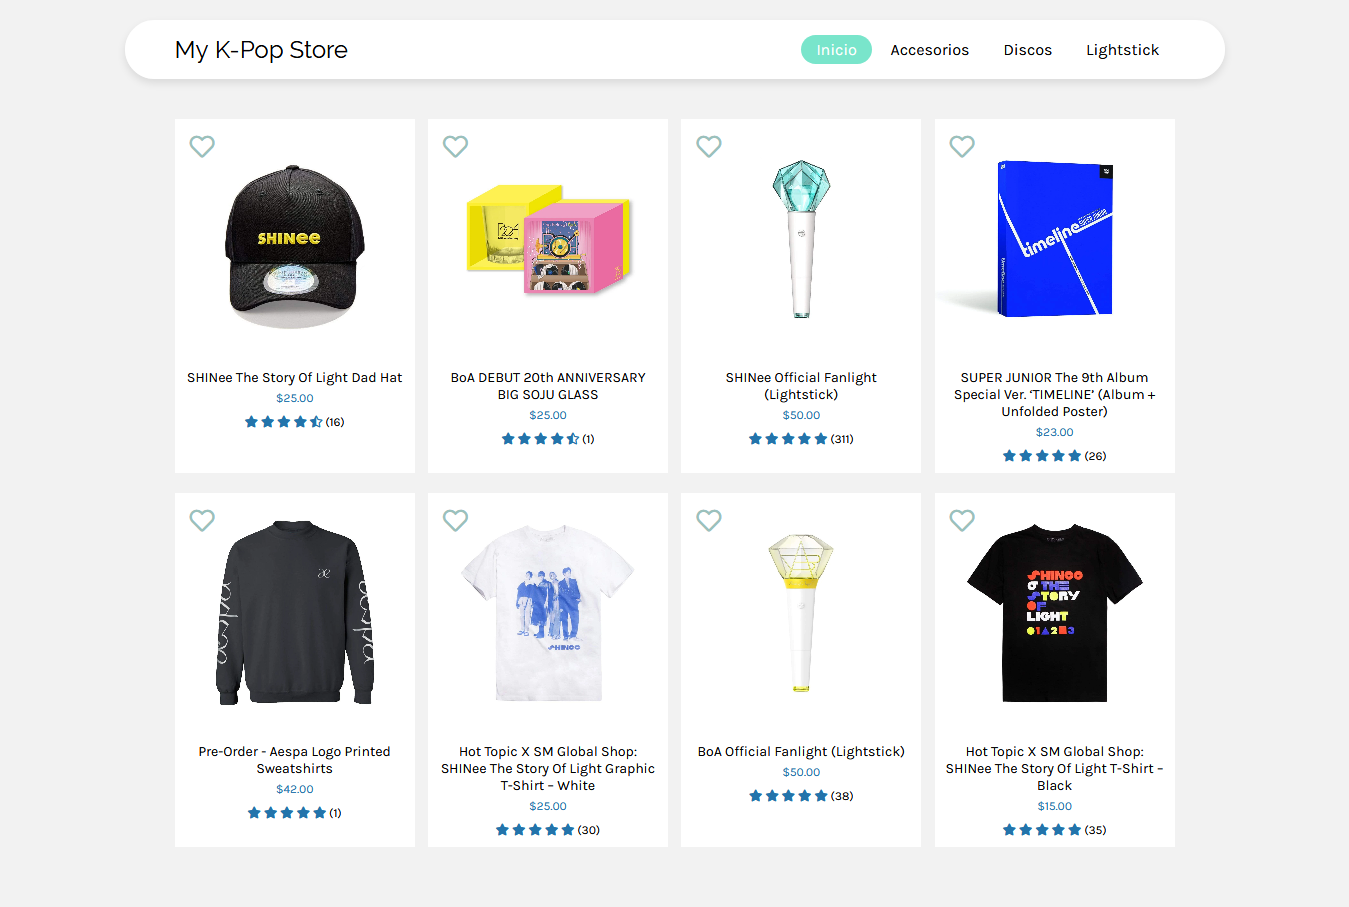 My K-Pop Store
Inicio
Accesorios
Discos
Lightstick
SHINee
SHINee The Story Of Light Dad Hat
$25.00
(16)
BoA DEBUT 20th ANNIVERSARY
BIG SOJU GLASS
$25.00
(1)
SHINee Official Fanlight
(Lightstick)
$50.00
(311)
timeline
SUPER JUNIOR The 9th Album
Special Ver. ‘TIMELINE’ (Album +
Unfolded Poster)
$23.00
(26)
æ
aespa
aespa
Pre-Order - Aespa Logo Printed
Sweatshirts
$42.00
(1)
SHINee
Hot Topic X SM Global Shop:
SHINee The Story Of Light Graphic
T-Shirt – White
$25.00
(30)
BoA Official Fanlight (Lightstick)
$50.00
(38)
SHINee
THE
STORY
OF
LIGHT
Hot Topic X SM Global Shop:
SHINee The Story Of Light T-Shirt –
Black
$15.00
(35)